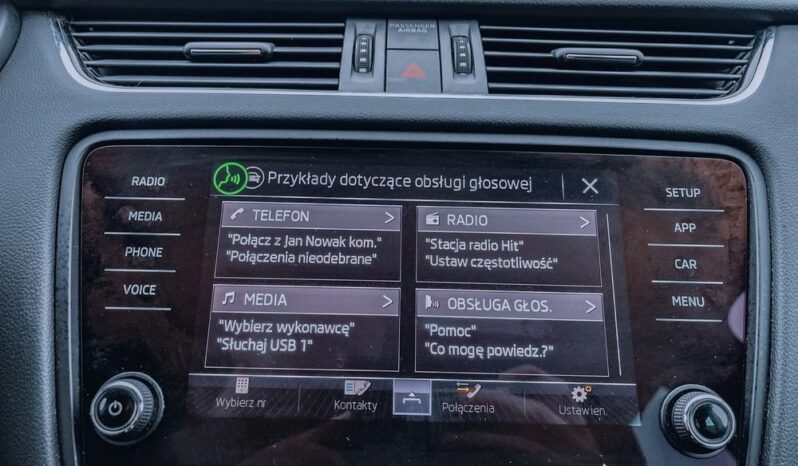 PASSENGER
AIRBAG
RADIO
MEDIA
PHONE
VOICE
Przykłady dotyczące obsługi głosowej
TELEFON
"Połącz z Jan Nowak kom."
"Połączenia nieodebrane"
RADIO
"Stacja radio Hit"
"Ustaw częstotliwość"
MEDIA
"Wybierz wykonawcę"
"Słuchaj USB 1"
OBSŁUGA GŁOS.
"Pomoc"
"Co mogę powiedz.?"
Wybierz nr
Kontakty
Połączenia
Ustawien.
SETUP
APP
CAR
MENU